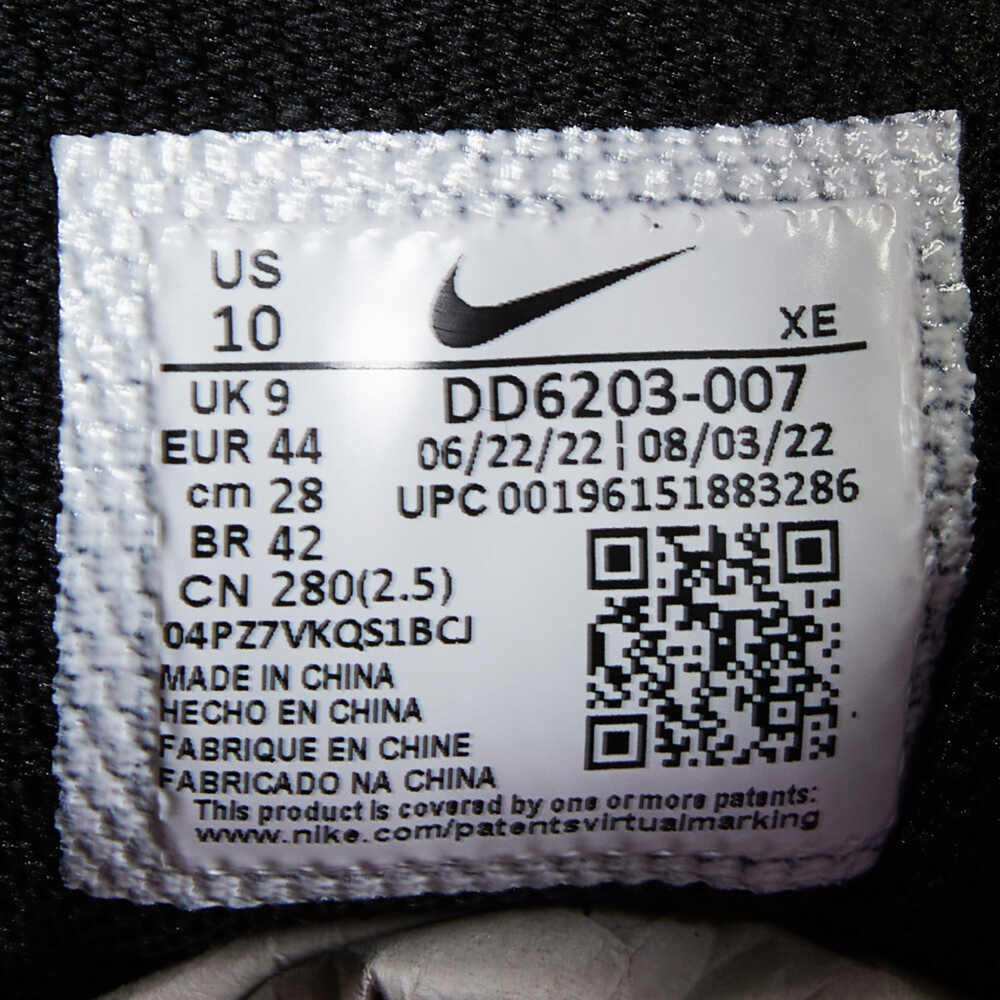 US
10
XE
UK 9
DD6203-007
EUR 44
06/22/22 | 08/03/22
cm 28
UPC 00196151883286
BR 42
CN 280(2.5)
04PZ7VKQS1BCJ
MADE IN CHINA
HECHO EN CHINA
FABRIQUE EN CHINE
FABRICADO NA CHINA
This product is covered by one or more patents:
www.nike.com/patentsvirtualmarking